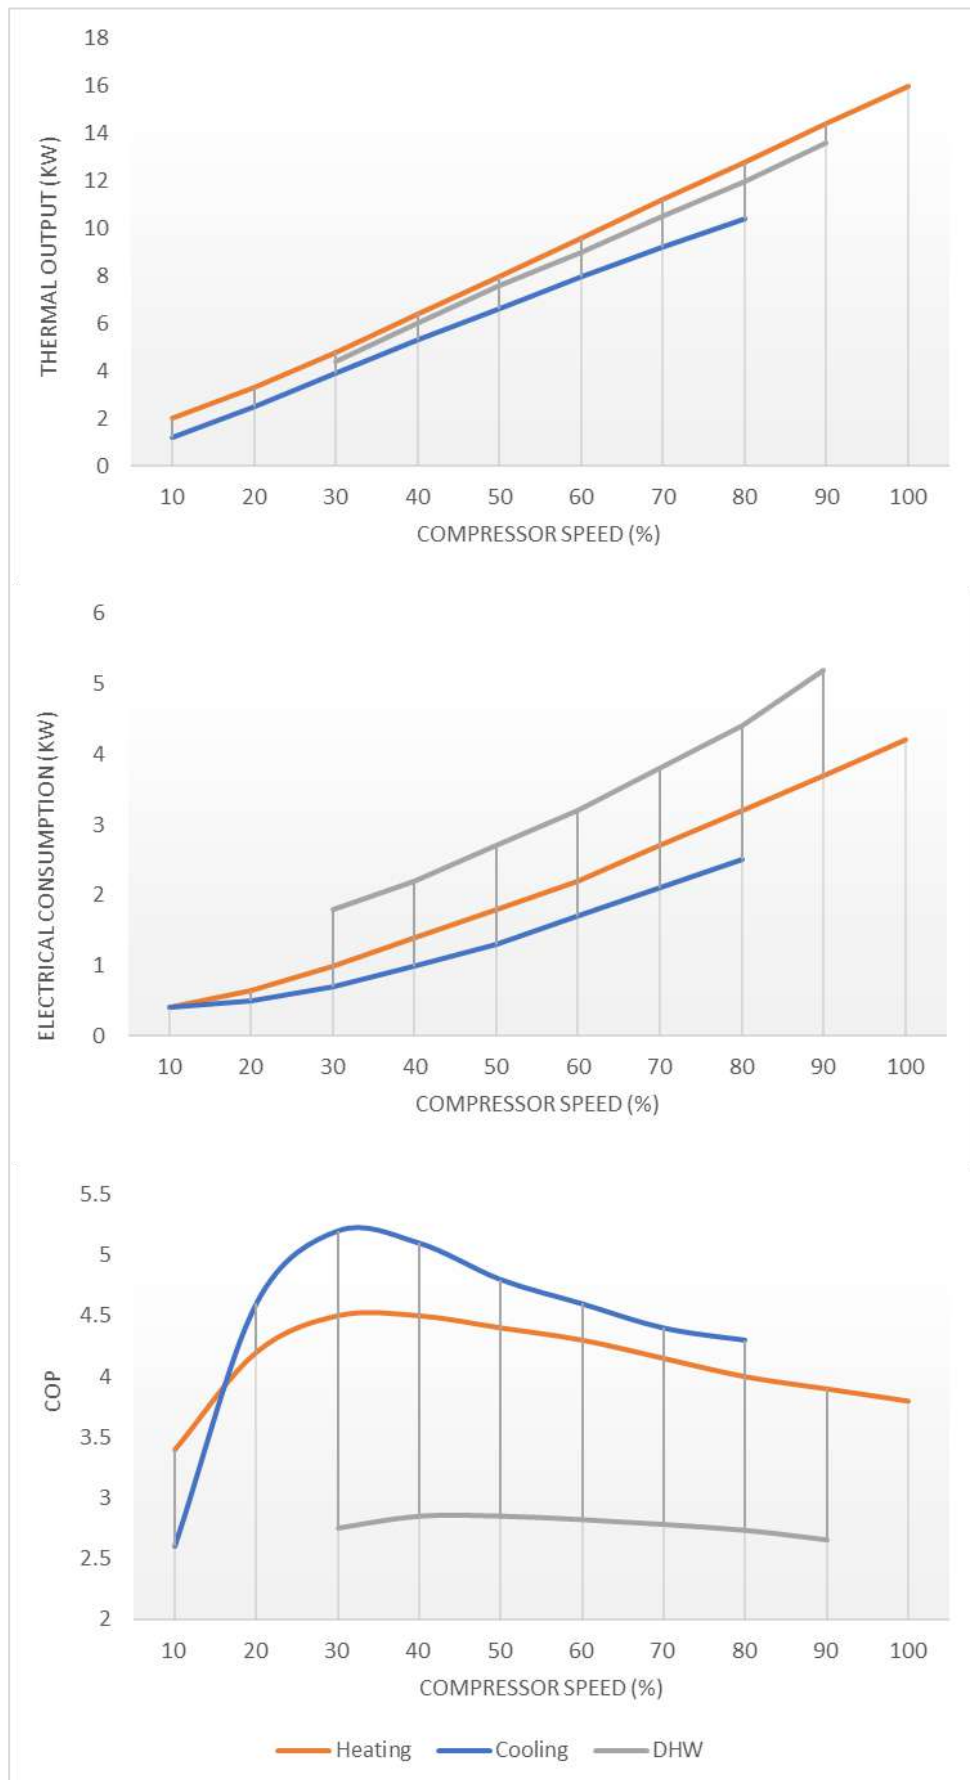 18
16
14
12
10
8
6
4
2
0
THERMAL OUTPUT (KW)
10 20 30 40 50 60 70 80 90 100
COMPRESSOR SPEED (%)
6
5
4
3
2
1
0
ELECTRICAL CONSUMPTION (KW)
10 20 30 40 50 60 70 80 90 100
COMPRESSOR SPEED (%)
5.5
5
4.5
4
3.5
3
2.5
2
COP
10 20 30 40 50 60 70 80 90 100
COMPRESSOR SPEED (%)
Heating Cooling DHW